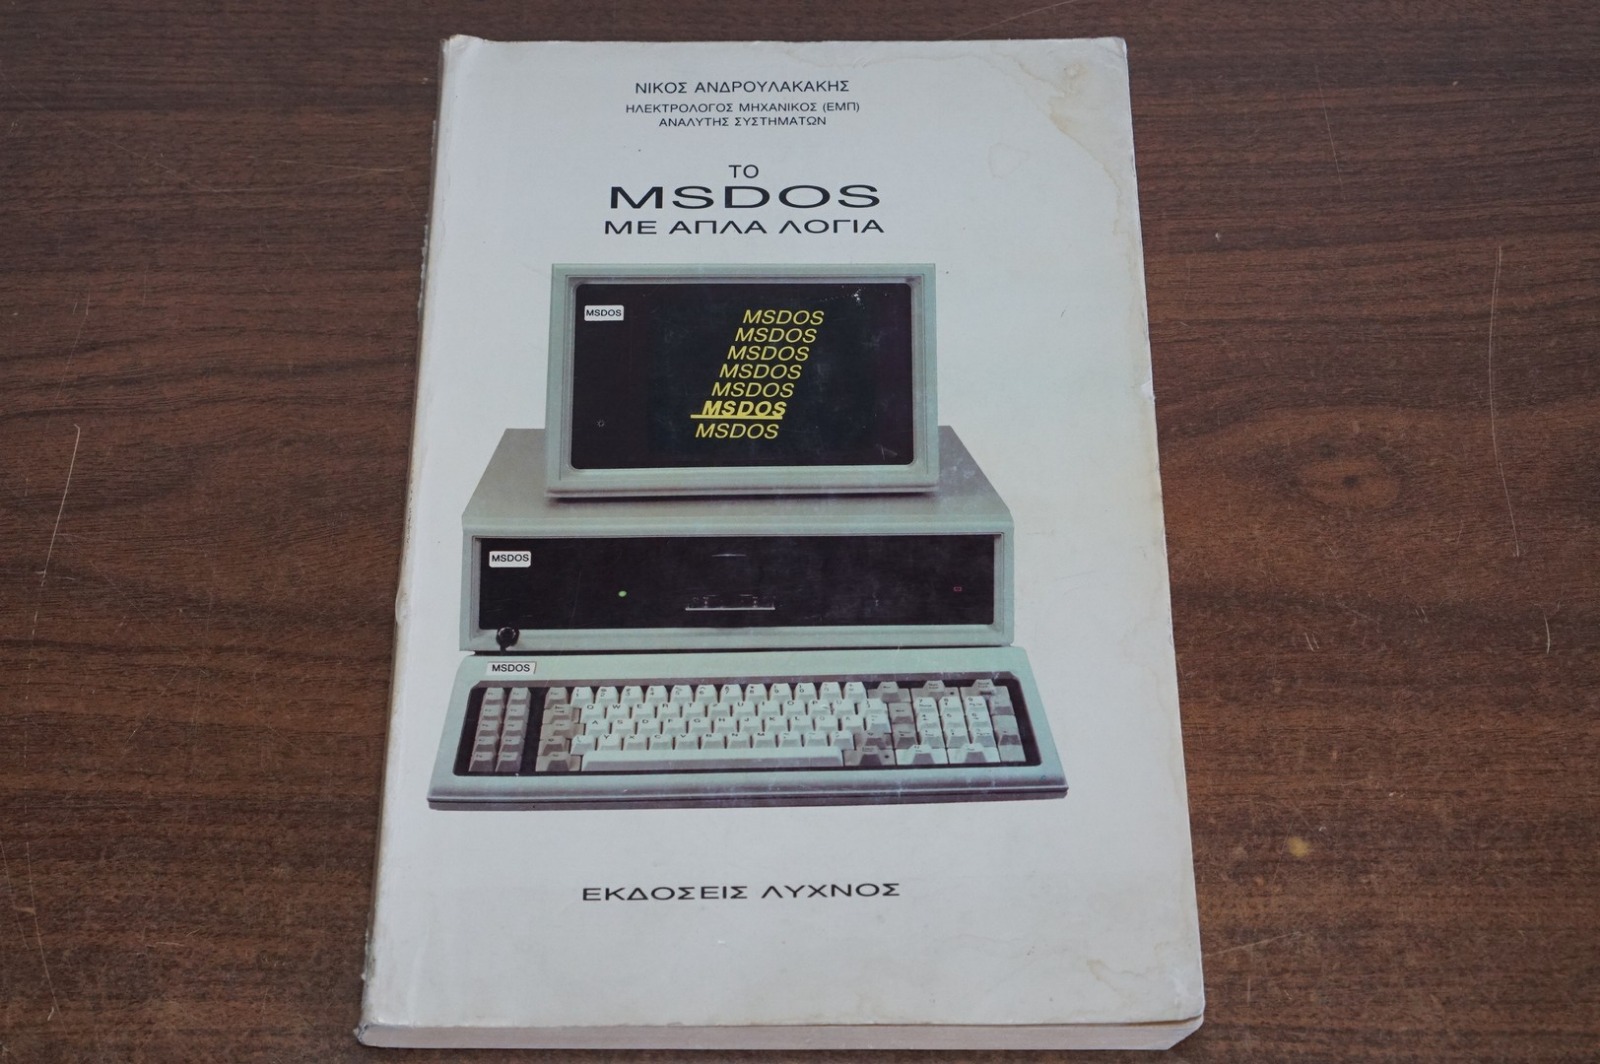 ΝΙΚΟΣ ΑΝΔΡΟΥΛΑΚΑΚΗΣ
ΗΛΕΚΤΡΟΛΟΓΟΣ ΜΗΧΑΝΙΚΟΣ (ΕΜΠ)
ΑΝΑΛΥΤΗΣ ΣΥΣΤΗΜΑΤΩΝ
ΤΟ
MSDOS
ΜΕ ΑΠΛΑ ΛΟΓΙΑ
MSDOS
MSDOS
MSDOS
MSDOS
MSDOS
MSDOS
MSDOS
MSDOS
MSDOS
MSDOS
ΕΚΔΟΣΕΙΣ ΛΥΧΝΟΣ